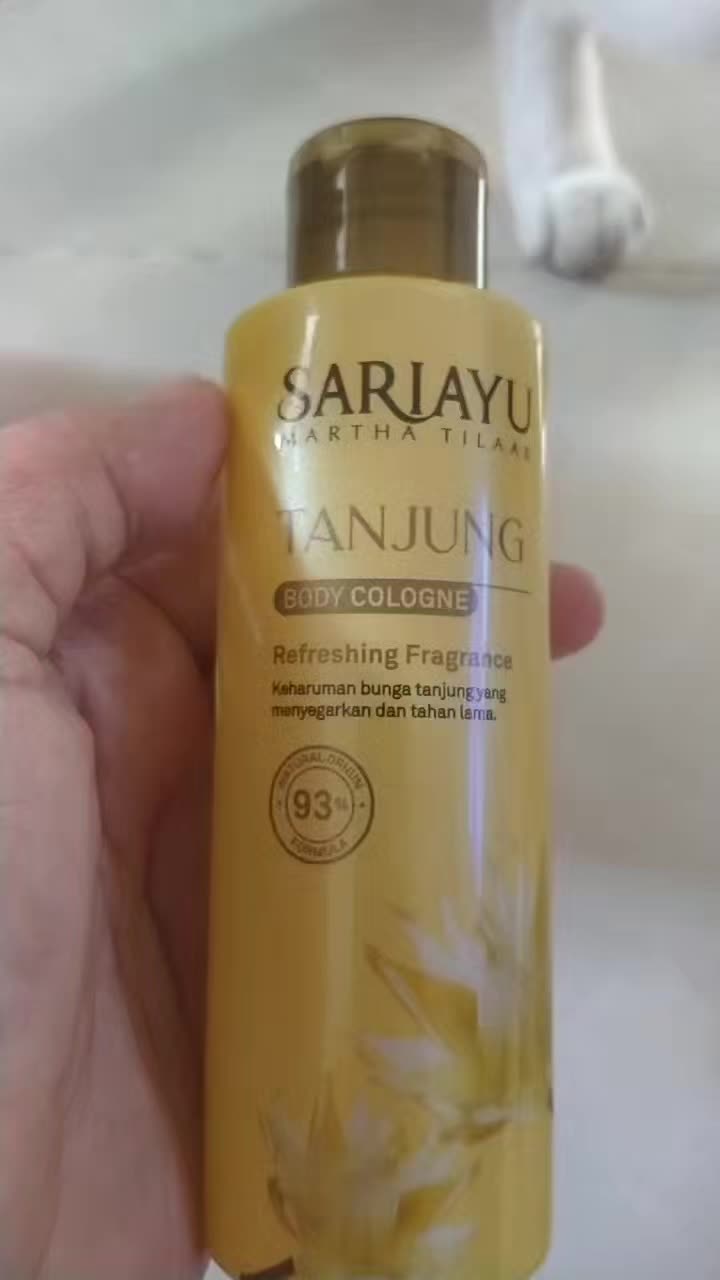 SARIAYU
MARTHA TILAAR
TANJUNG
BODY COLOGNE
Refreshing Fragrance
Keharuman bunga tanjung yang
menyegarkan dan tahan lama.
NATURAL ORIGIN
93%
FORMULA